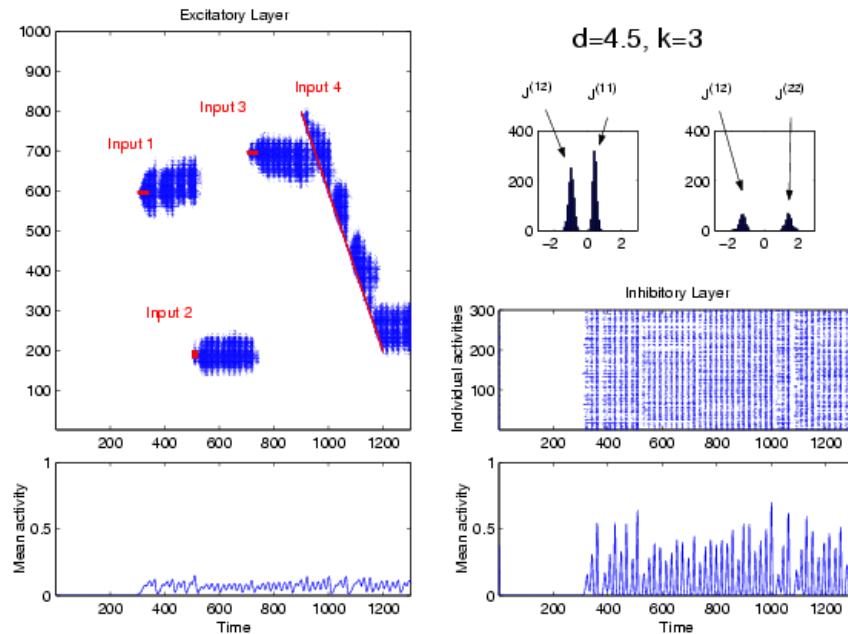 Excitatory Layer
1000
900
800
700
600
500
400
300
200
100
Input 1
Input 2
Input 3
Input 4
200 400 600 800 1000 1200
d=4.5, k=3
J(12) J(11)
400
200
0
−2 0 2
J(12) J(22)
400
200
0
−2 0 2
Inhibitory Layer
Individual activities
300
200
100
200 400 600 800 1000 1200
Mean activity
1
0.5
0
200 400 600 800 1000 1200
Time
Mean activity
1
0.5
0
200 400 600 800 1000 1200
Time